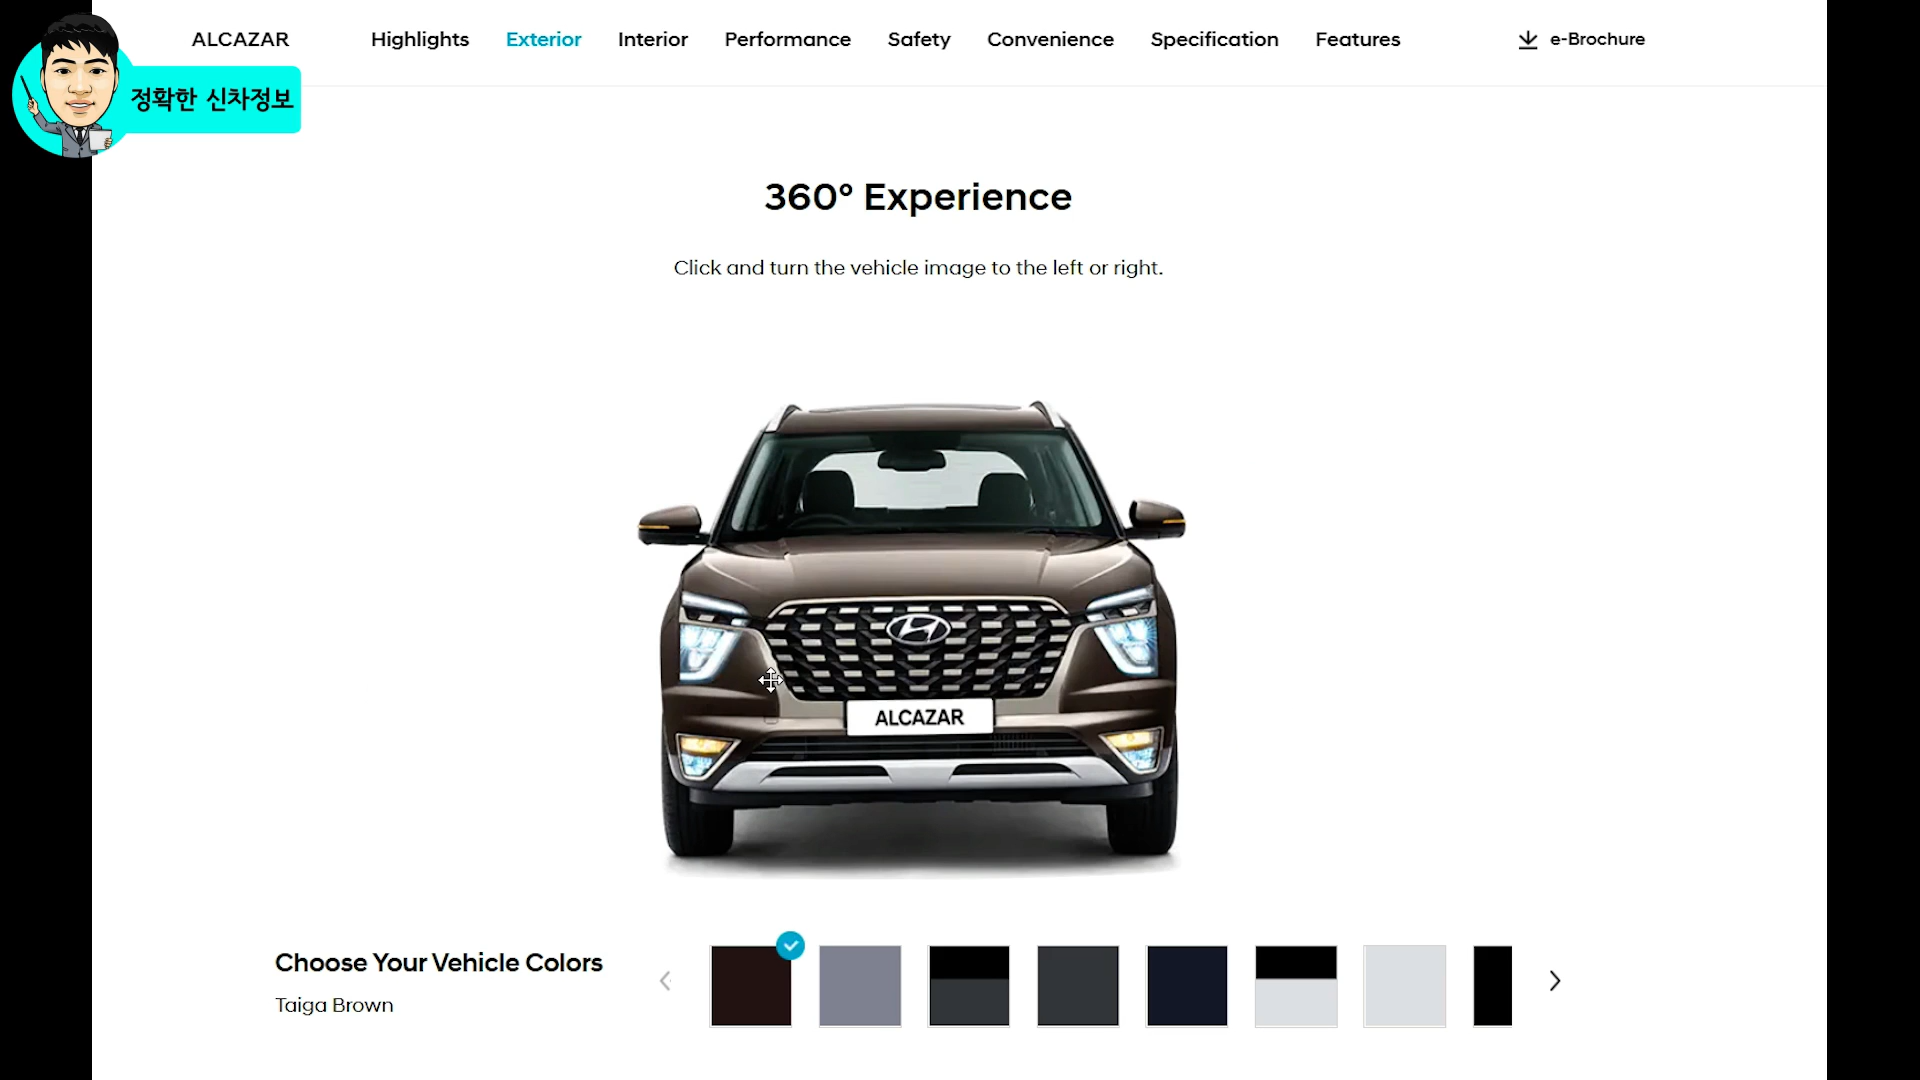 ALCAZAR Highlights Exterior Interior Performance Safety Convenience Specification Features e-Brochure
정확한 신차정보
360° Experience
Click and turn the vehicle image to the left or right.
ALCAZAR
Choose Your Vehicle Colors
Taiga Brown